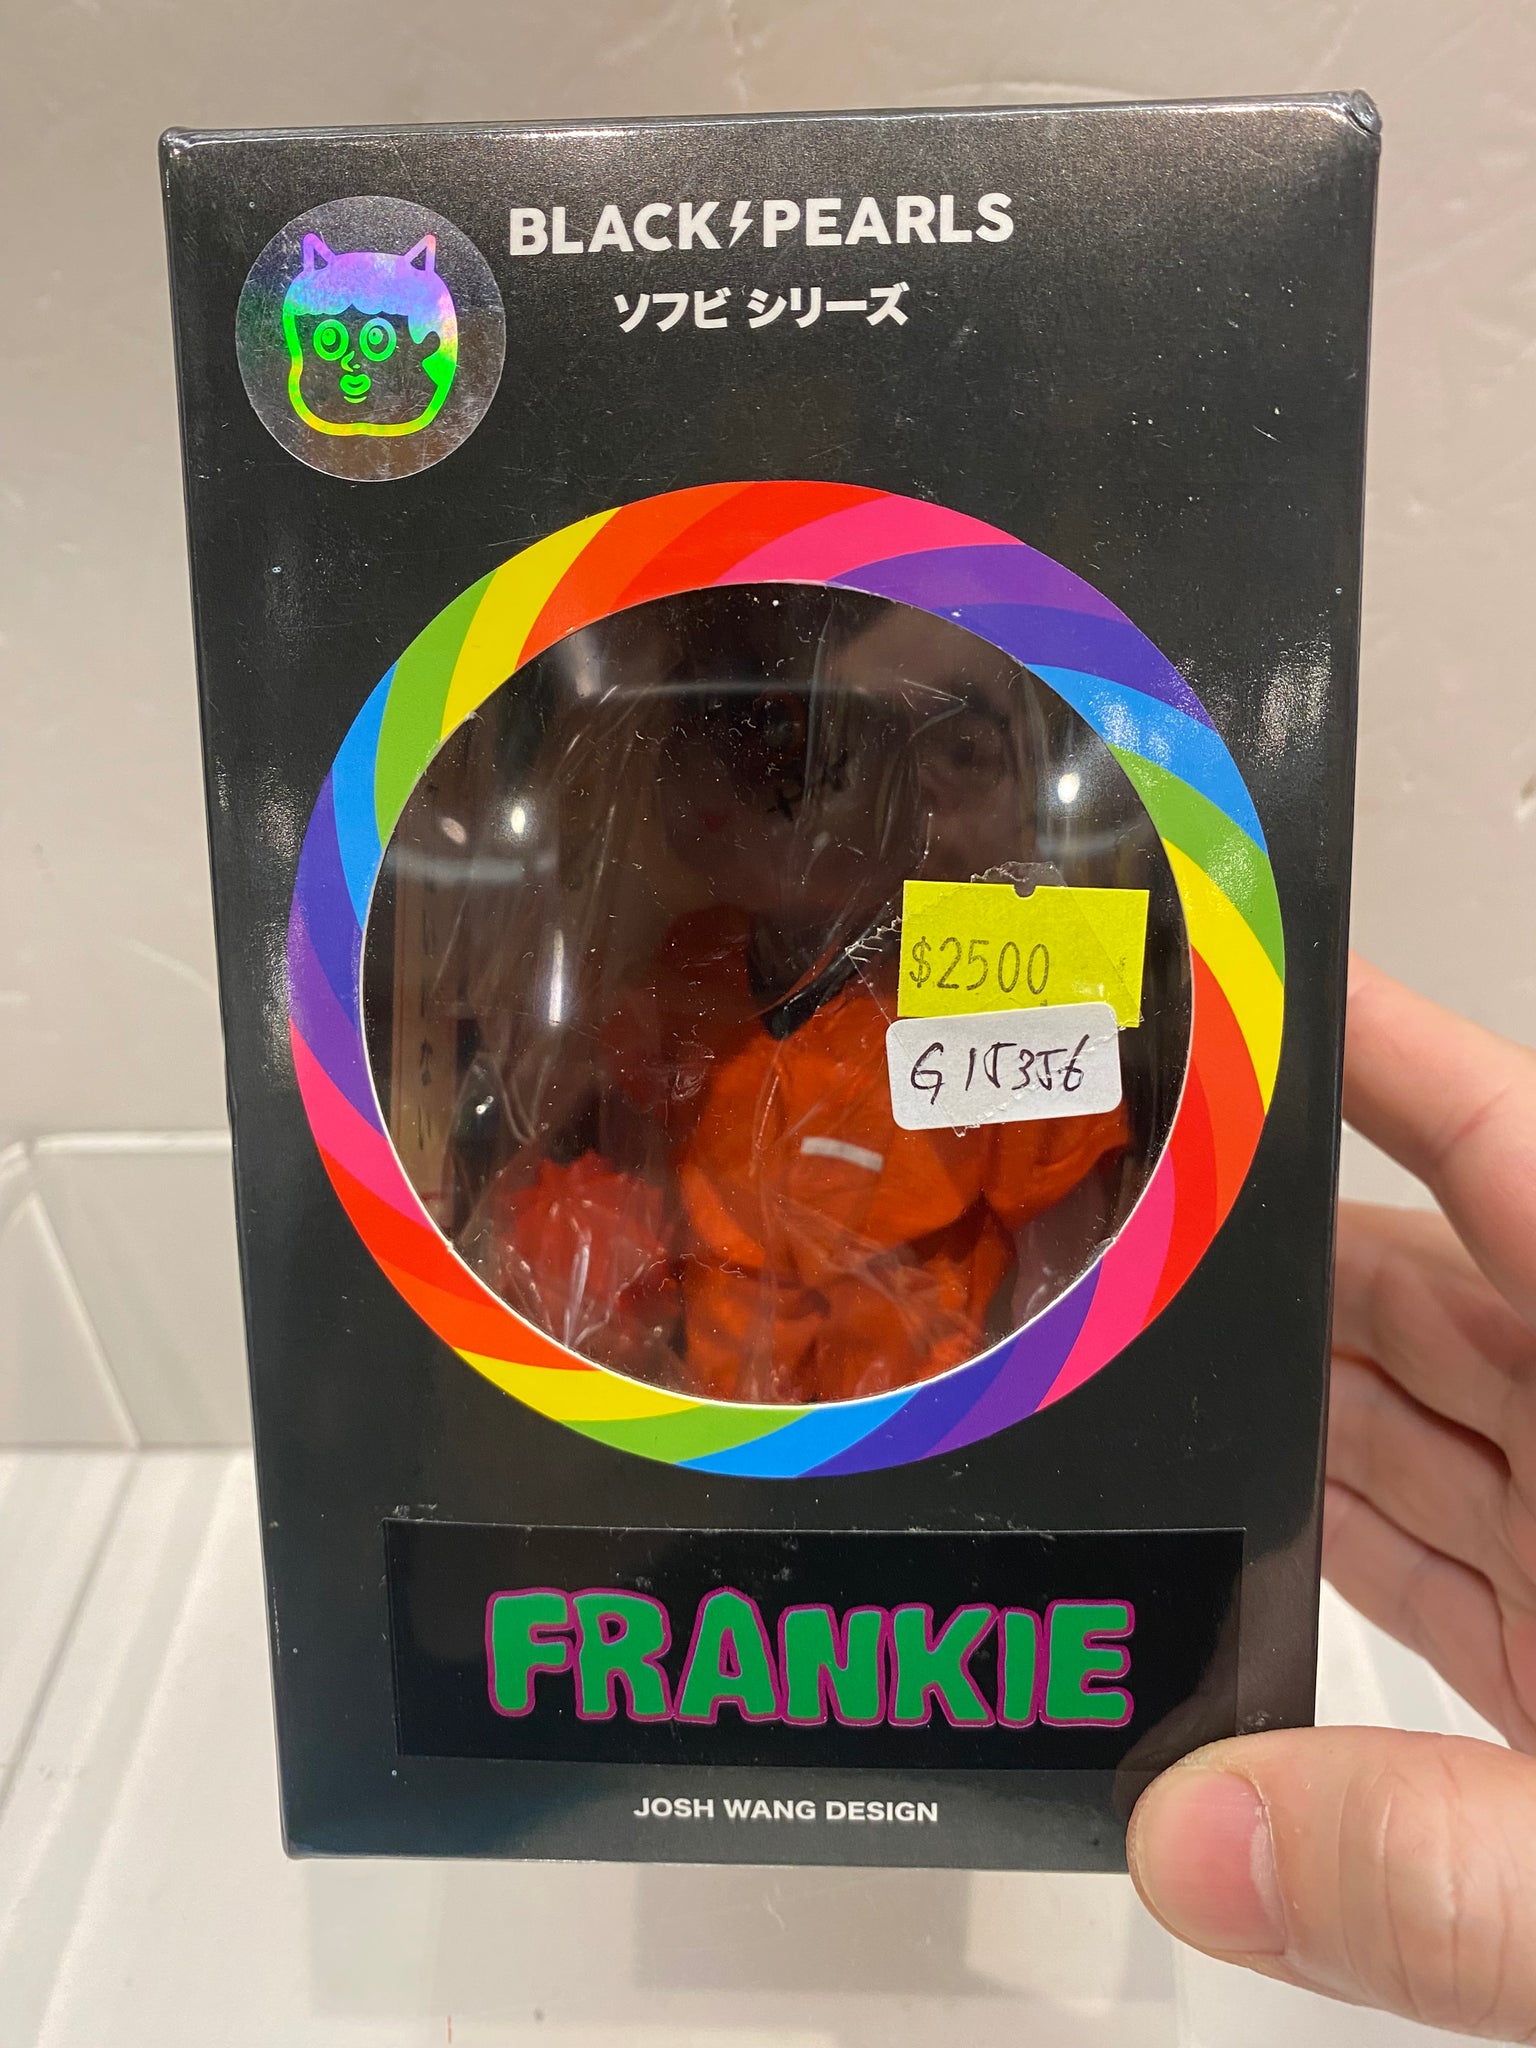 BLACK⚡PEARLS
ソフビ シリーズ
$2500
G15356
FRANKIE
JOSH WANG DESIGN